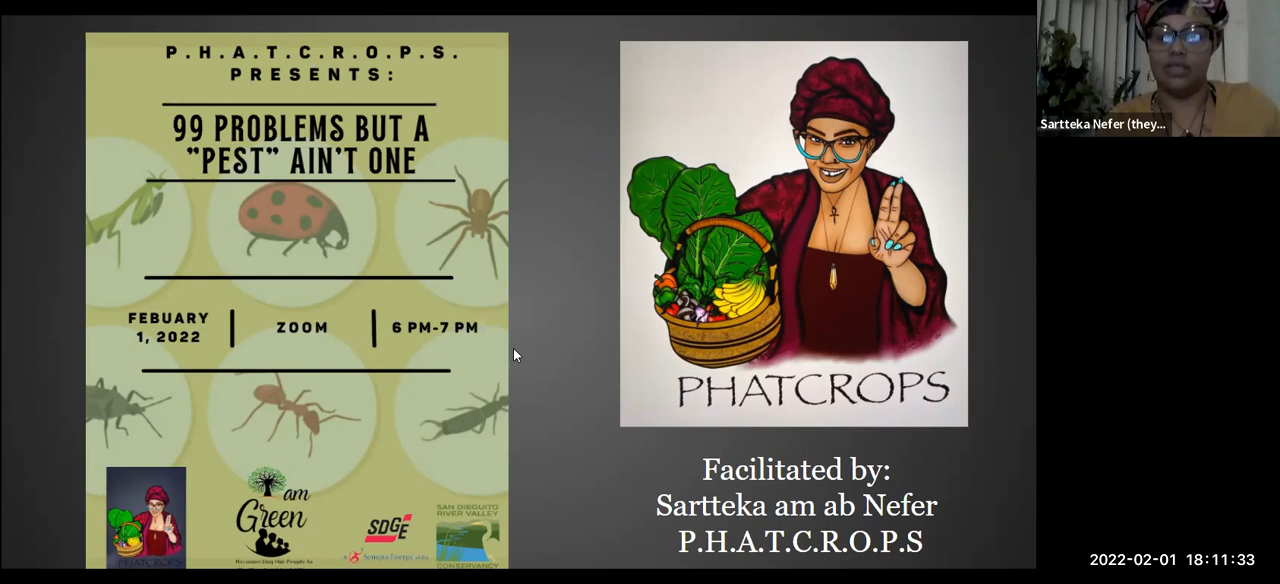 P.H.A.T.C.R.O.P.S.
PRESENTS:
99 PROBLEMS BUT A
"PEST" AIN'T ONE
FEBUARY
1, 2022
ZOOM
6 PM-7 PM
am
Green
SDGE
A Sempra Energy utility
SAN DIEGUITO
RIVER VALLEY
CONSERVANCY
PHATCROPS
PHATCROPS
Facilitated by:
Sartteka am ab Nefer
P.H.A.T.C.R.O.P.S
Sartteka Nefer (they...
2022-02-01 18:11:33